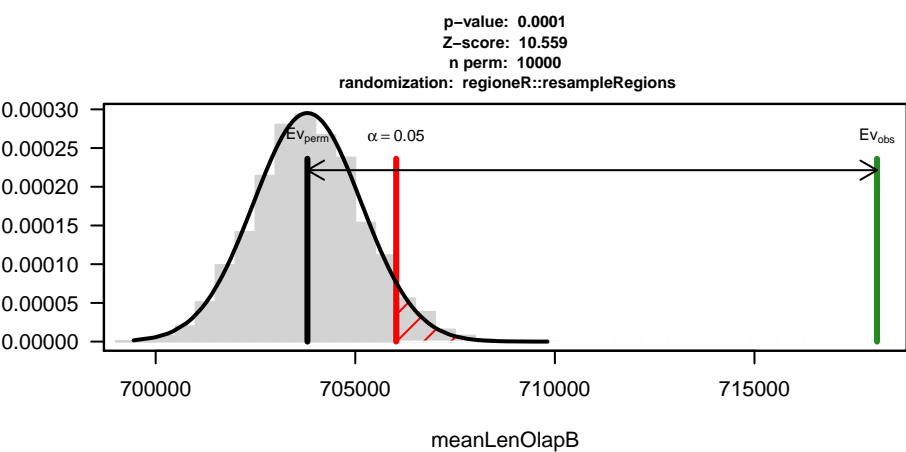 p−value: 0.0001
Z−score: 10.559
n perm: 10000
randomization: regioneR::resampleRegions
0.00030
0.00025
0.00020
0.00015
0.00010
0.00005
0.00000
Evperm
α = 0.05
Evobs
700000 705000 710000 715000
meanLenOlapB